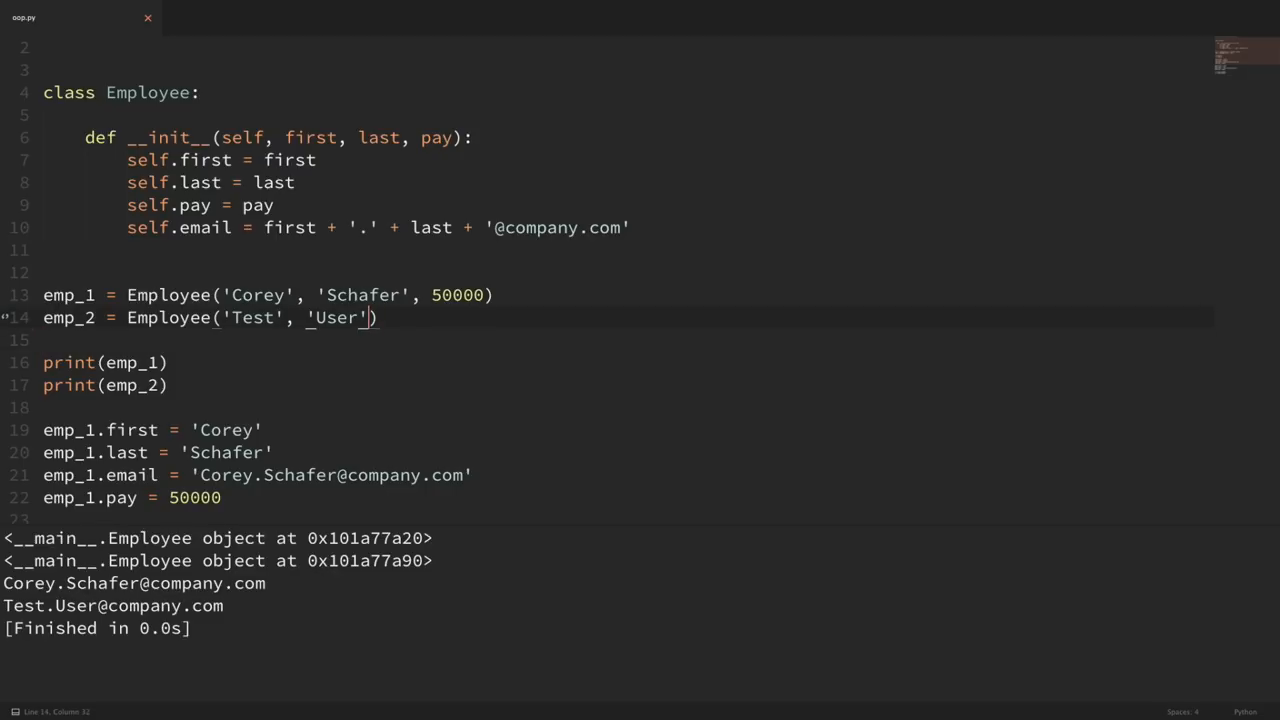 oop.py
2
3
4 class Employee:
5
6     def __init__(self, first, last, pay):
7         self.first = first
8         self.last = last
9         self.pay = pay
10         self.email = first + '.' + last + '@company.com'
11
12
13 emp_1 = Employee('Corey', 'Schafer', 50000)
14 emp_2 = Employee('Test', 'User')
15
16 print(emp_1)
17 print(emp_2)
18
19 emp_1.first = 'Corey'
20 emp_1.last = 'Schafer'
21 emp_1.email = 'Corey.Schafer@company.com'
22 emp_1.pay = 50000
23
<__main__.Employee object at 0x101a77a20>
<__main__.Employee object at 0x101a77a90>
Corey.Schafer@company.com
Test.User@company.com
[Finished in 0.0s]
Line 14, Column 32 Spaces: 4 Python